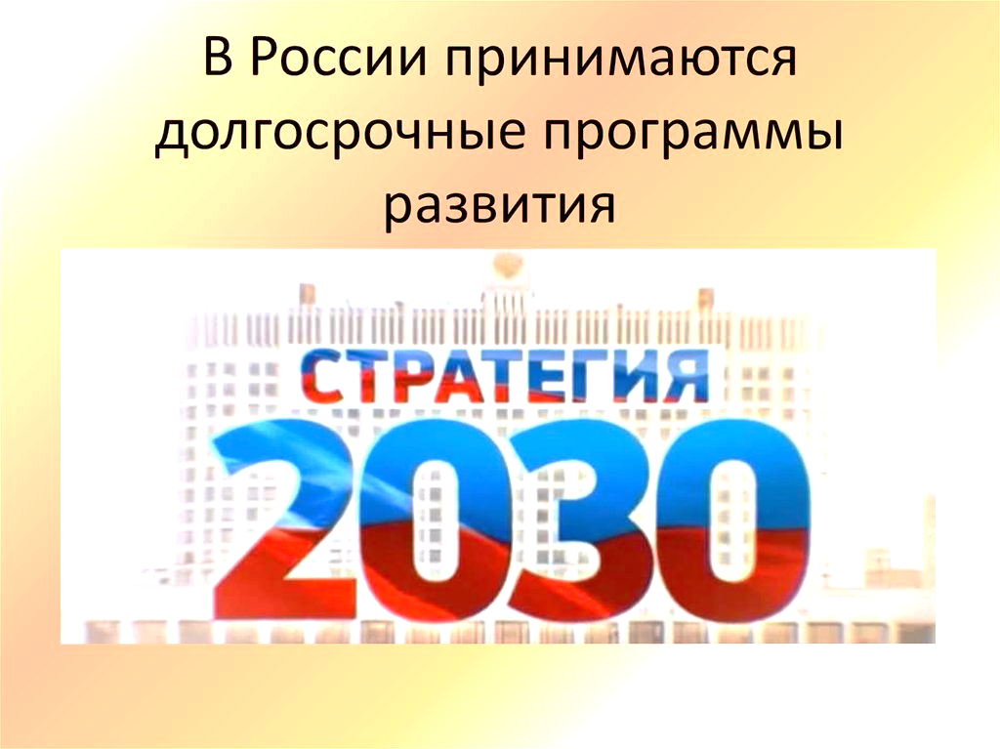 В России принимаются
долгосрочные программы
развития
СТРАТЕГИЯ
2030